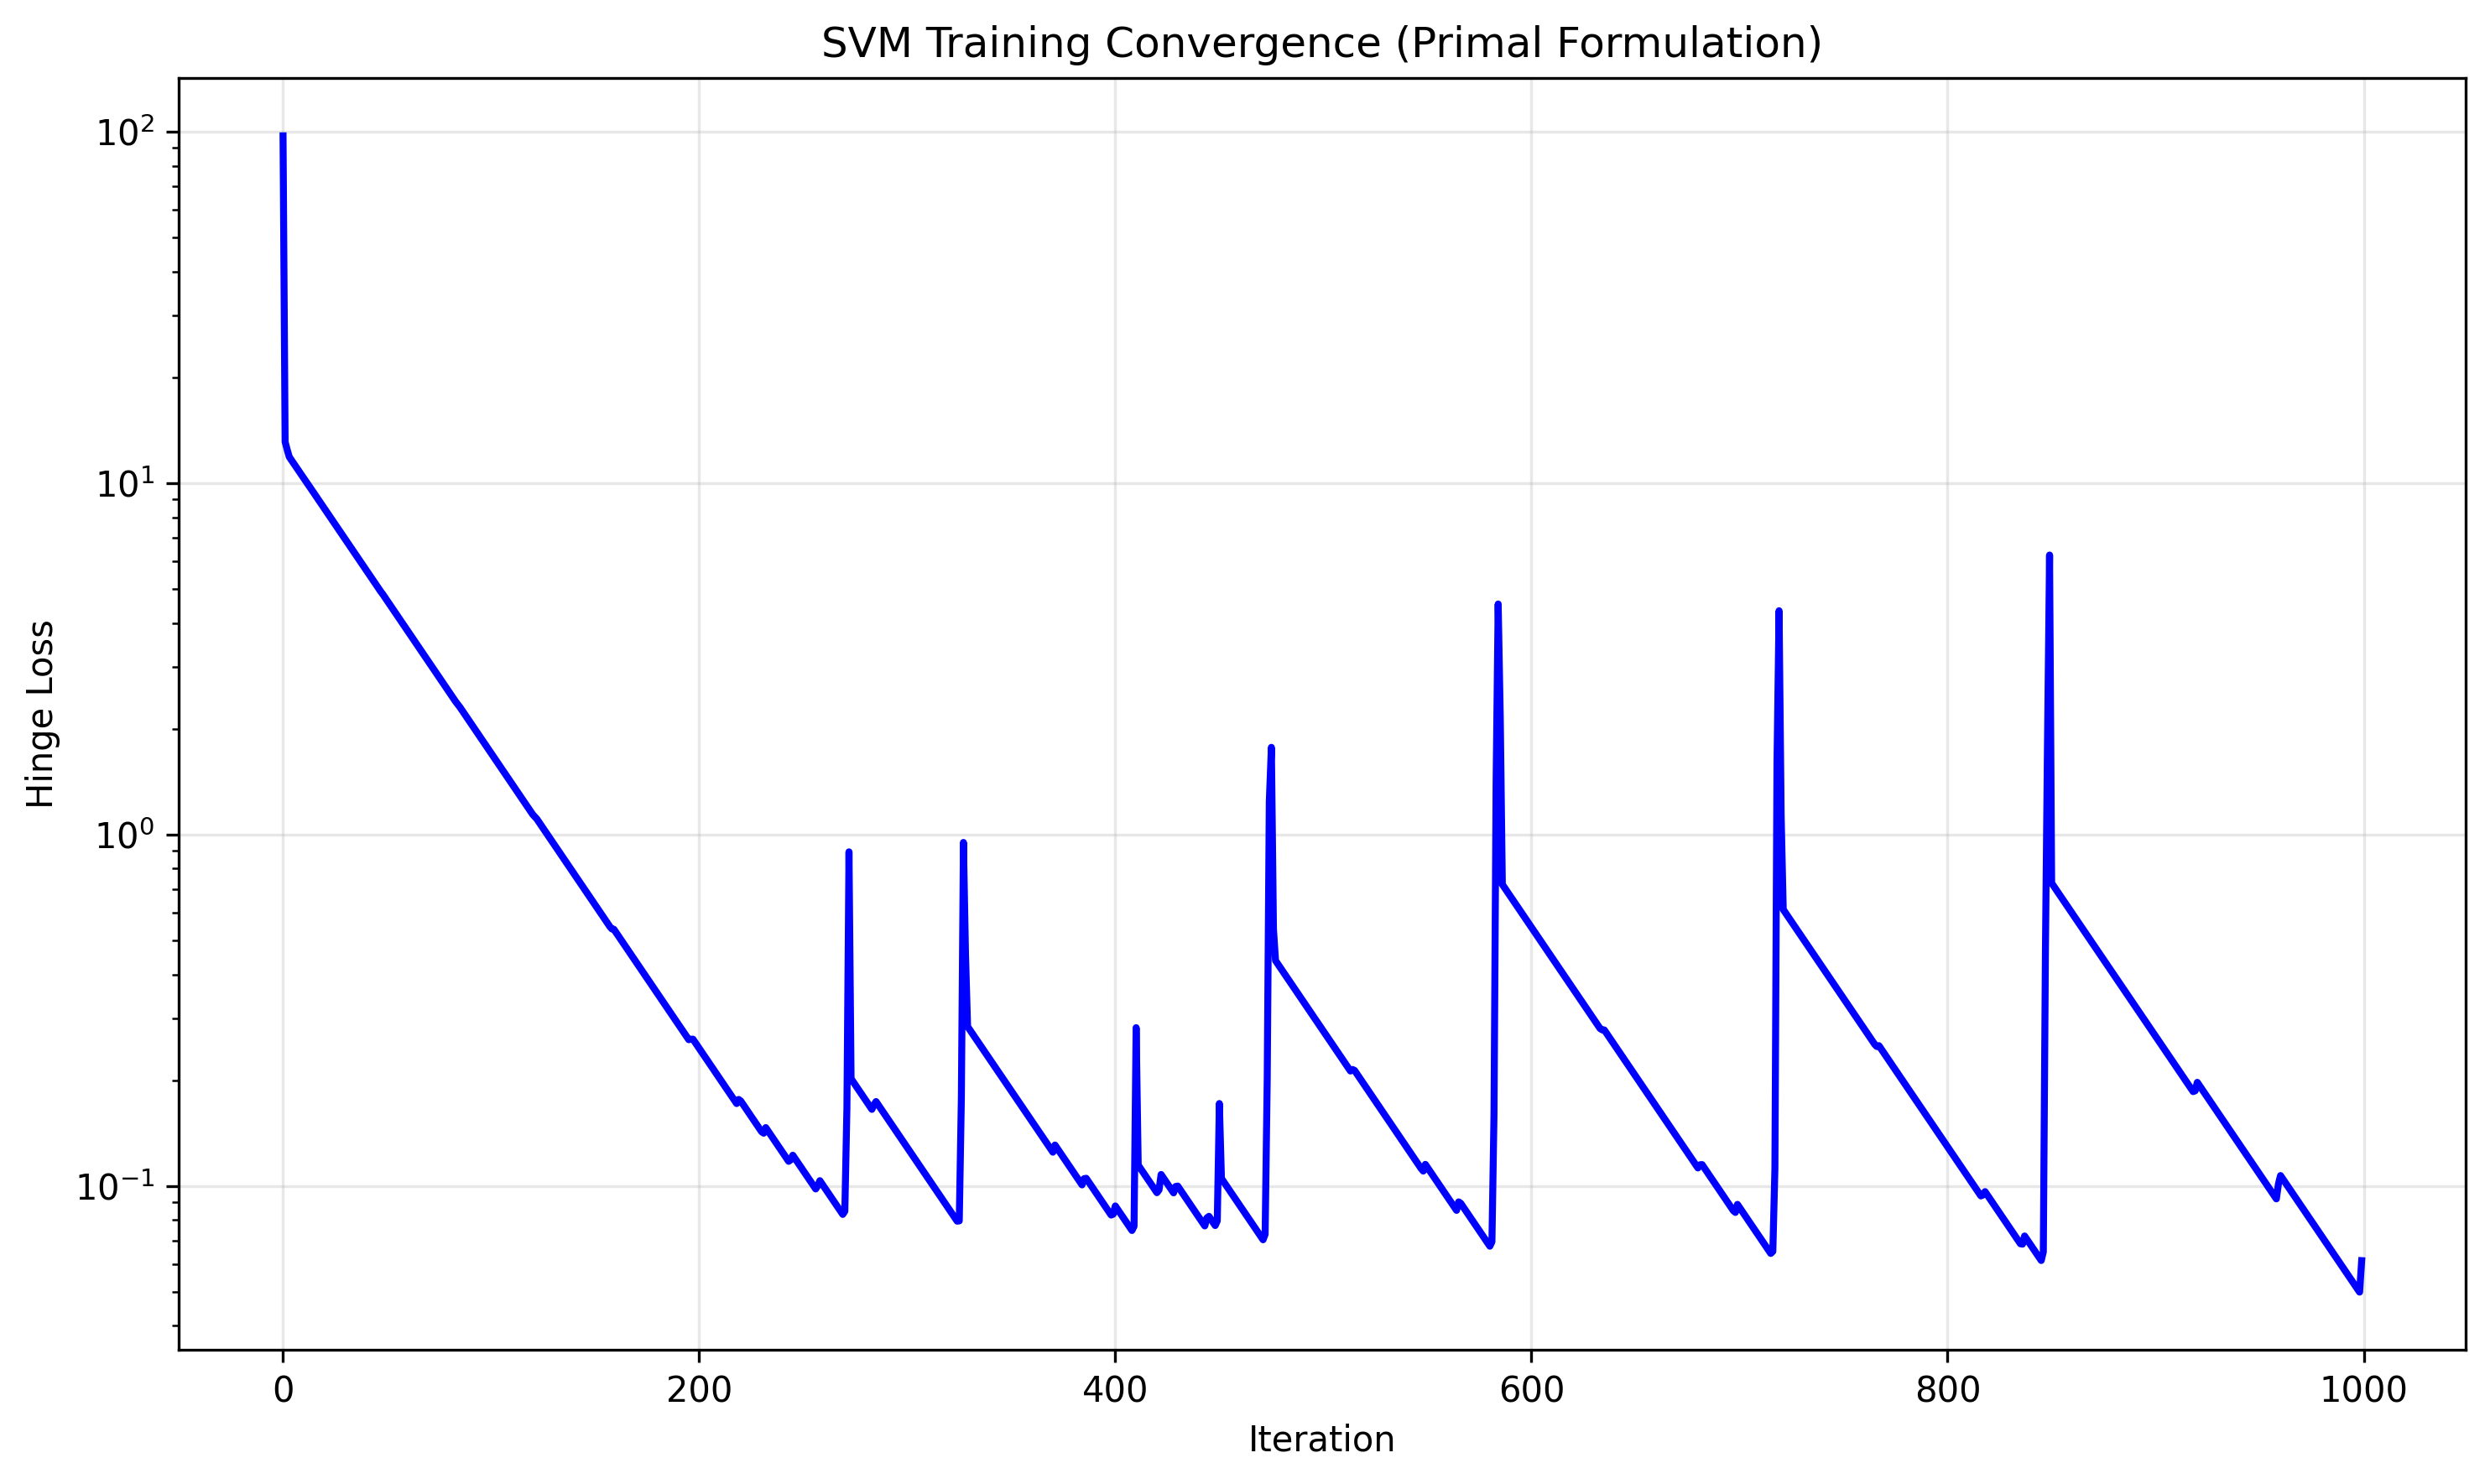 SVM Training Convergence (Primal Formulation)
10²
10¹
10⁰
10⁻¹
Hinge Loss
0 200 400 600 800 1000
Iteration